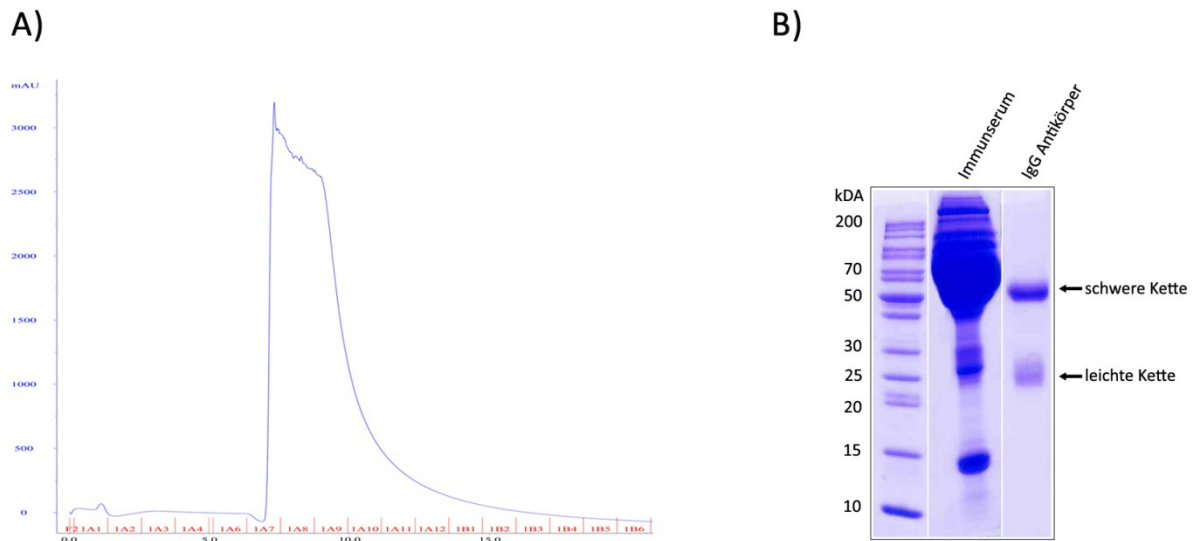 A)
mAU
3000
2500
2000
1500
1000
500
0
F2 1A1 1A2 1A3 1A4 1A6 1A7 1A8 1A9 1A10 1A11 1A12 1B1 1B2 1B3 1B4 1B5 1B6
0.0 5.0 10.0 15.0
B)
Immunserum
IgG Antikörper
kDA
200
70
50
30
25
20
15
10
schwere Kette
leichte Kette